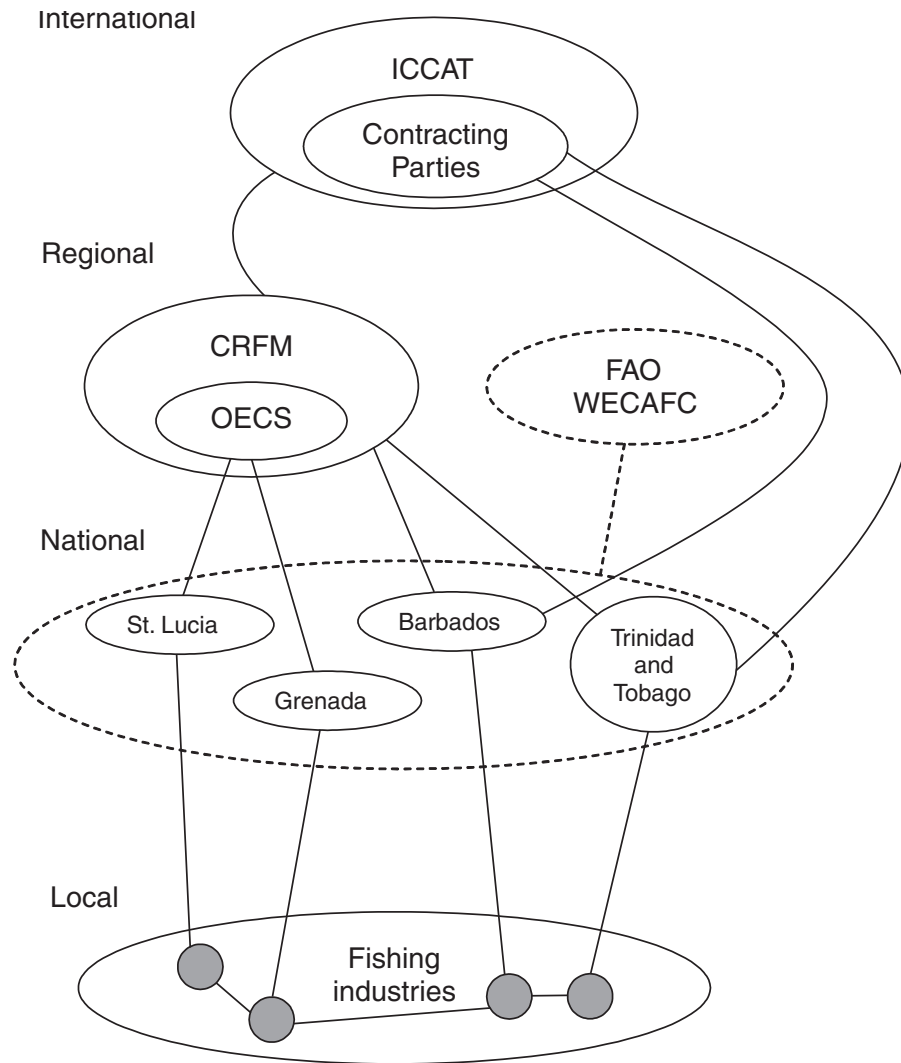 International
ICCAT
Contracting
Parties
Regional
CRFM
OECS
FAO
WECAFC
National
St. Lucia
Barbados
Trinidad
and
Tobago
Grenada
Local
Fishing
industries